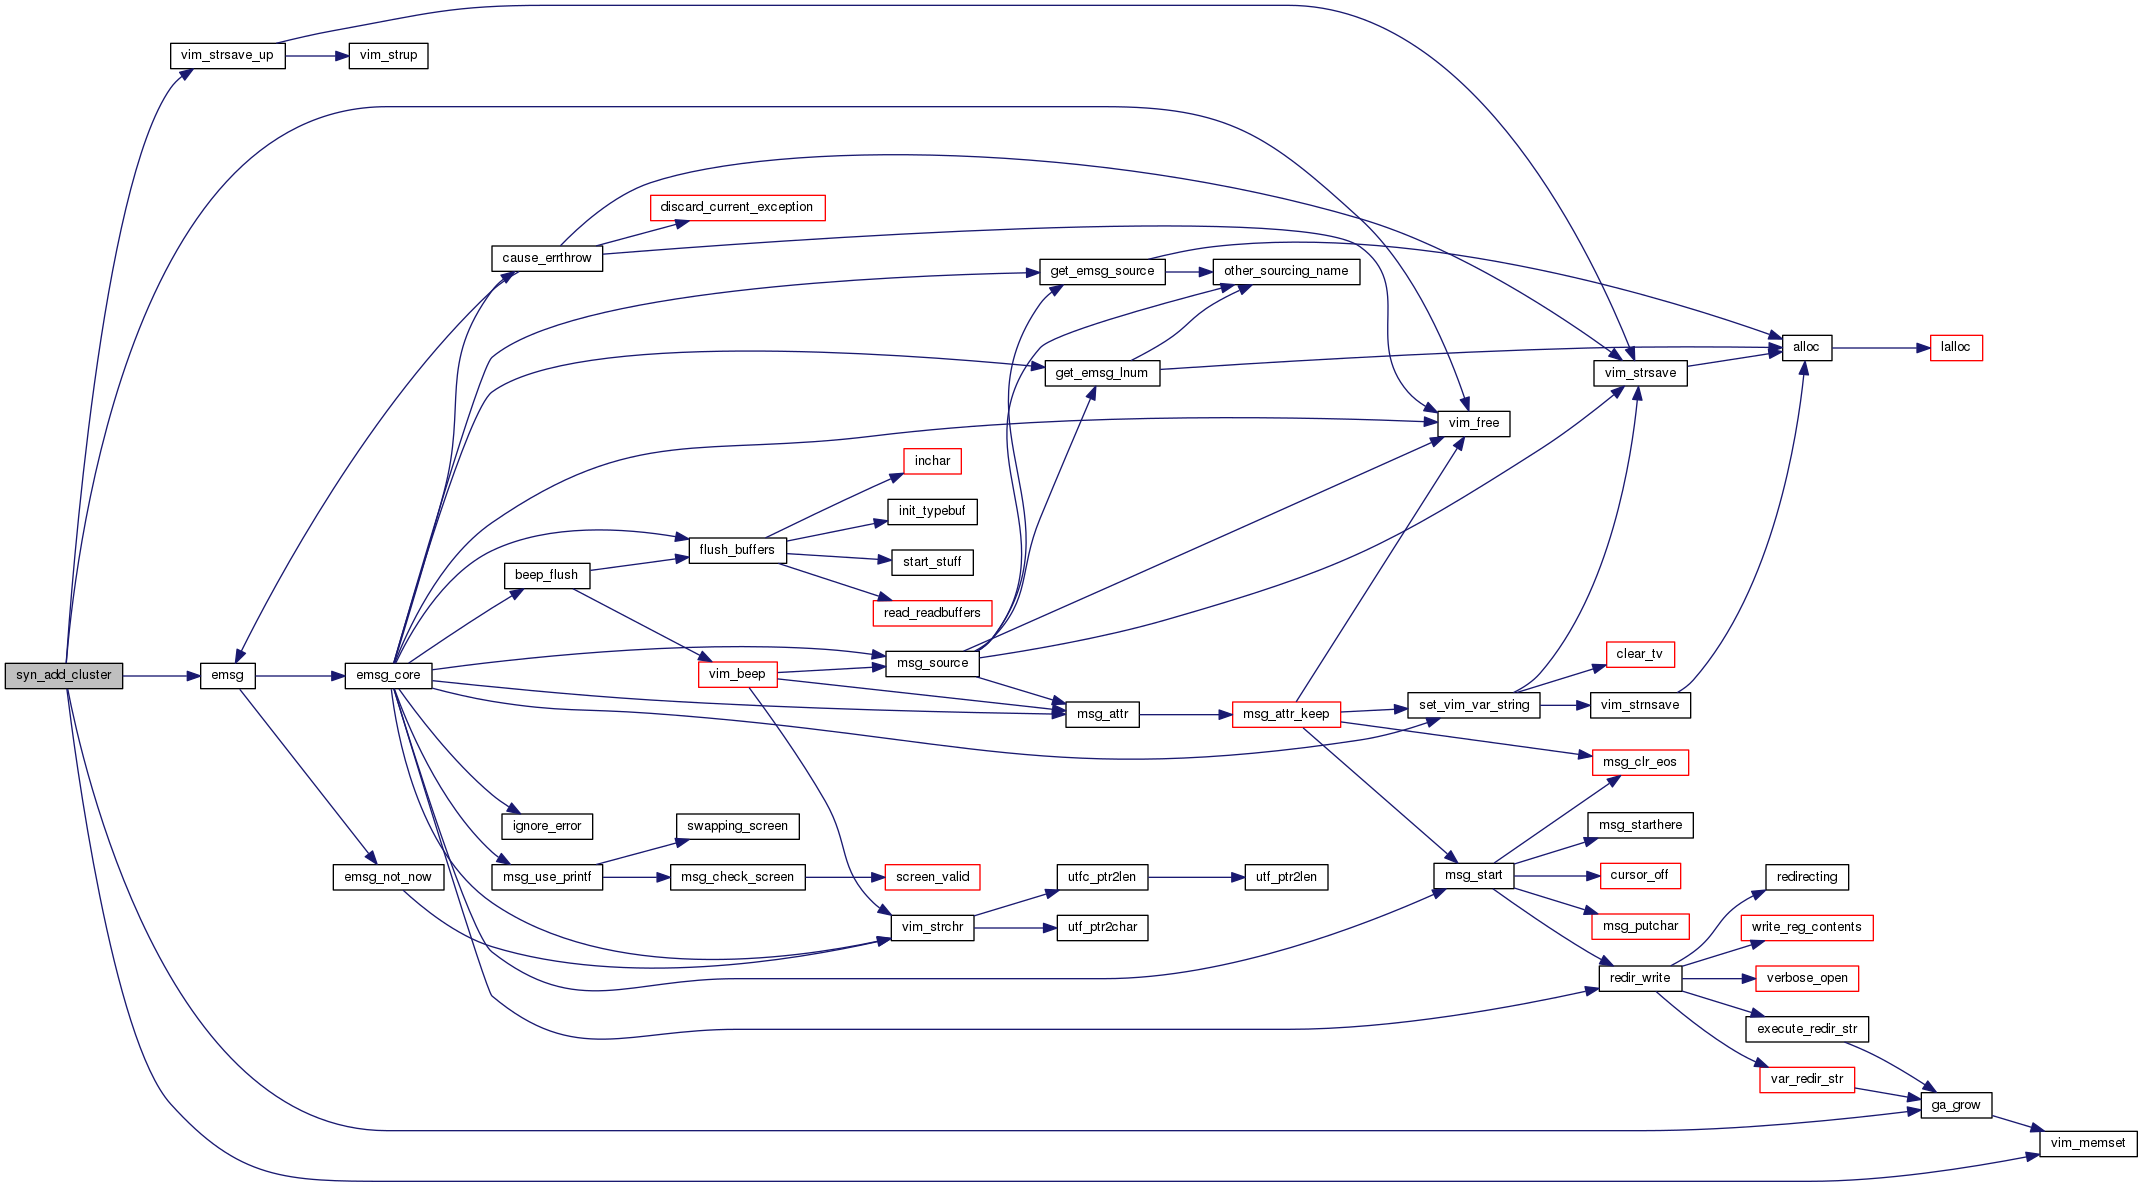 vim_strsave_up
vim_strup
discard_current_exception
cause_errthrow
get_emsg_source
other_sourcing_name
alloc
lalloc
get_emsg_lnum
vim_strsave
vim_free
inchar
init_typebuf
flush_buffers
start_stuff
beep_flush
read_readbuffers
syn_add_cluster
emsg
emsg_core
vim_beep
msg_source
clear_tv
msg_attr
msg_attr_keep
set_vim_var_string
vim_strnsave
msg_clr_eos
ignore_error
swapping_screen
msg_starthere
emsg_not_now
msg_use_printf
msg_check_screen
screen_valid
utfc_ptr2len
utf_ptr2len
msg_start
cursor_off
redirecting
vim_strchr
utf_ptr2char
msg_putchar
write_reg_contents
redir_write
verbose_open
execute_redir_str
var_redir_str
ga_grow
vim_memset